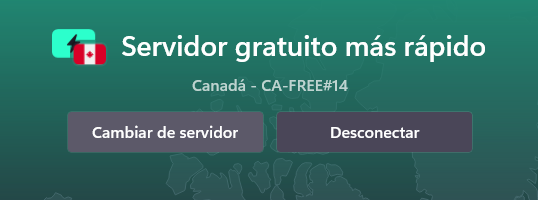 Servidor gratuito más rápido
Canadá - CA-FREE#14
Cambiar de servidor
Desconectar